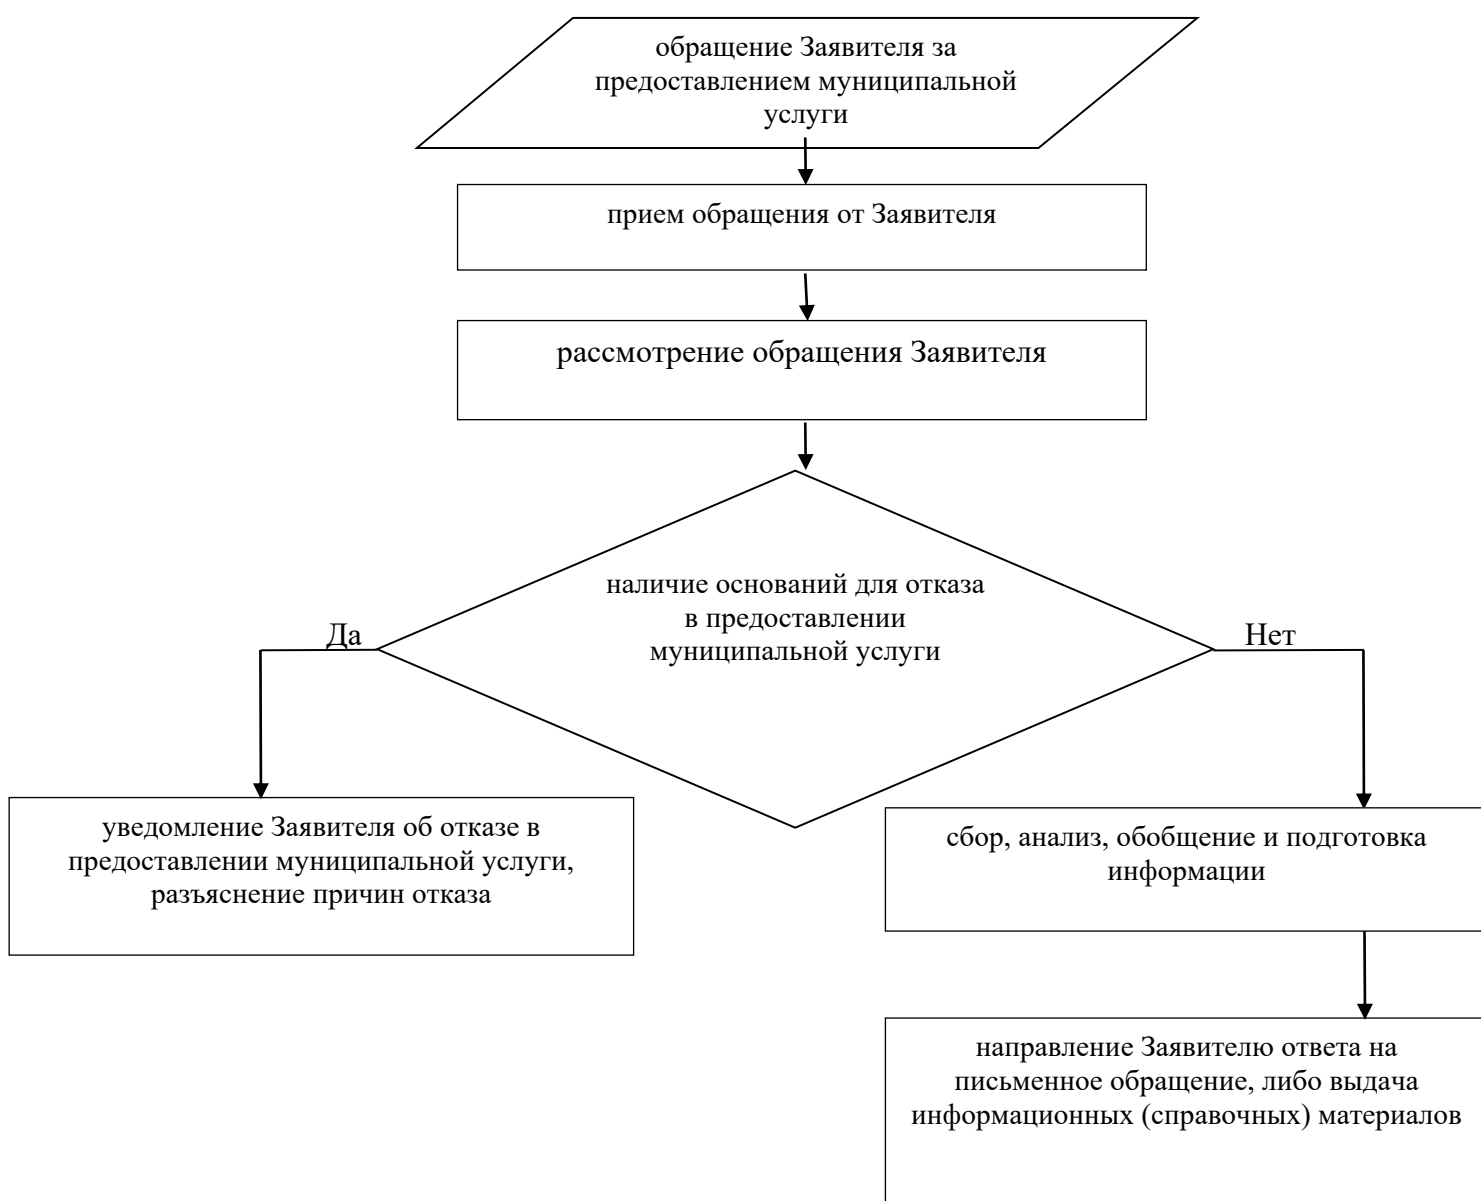 обращение Заявителя за
предоставлением муниципальной
услуги
прием обращения от Заявителя
рассмотрение обращения Заявителя
наличие оснований для отказа
в предоставлении
муниципальной услуги
Да
Нет
уведомление Заявителя об отказе в
предоставлении муниципальной услуги,
разъяснение причин отказа
сбор, анализ, обобщение и подготовка
информации
направление Заявителю ответа на
письменное обращение, либо выдача
информационных (справочных) материалов